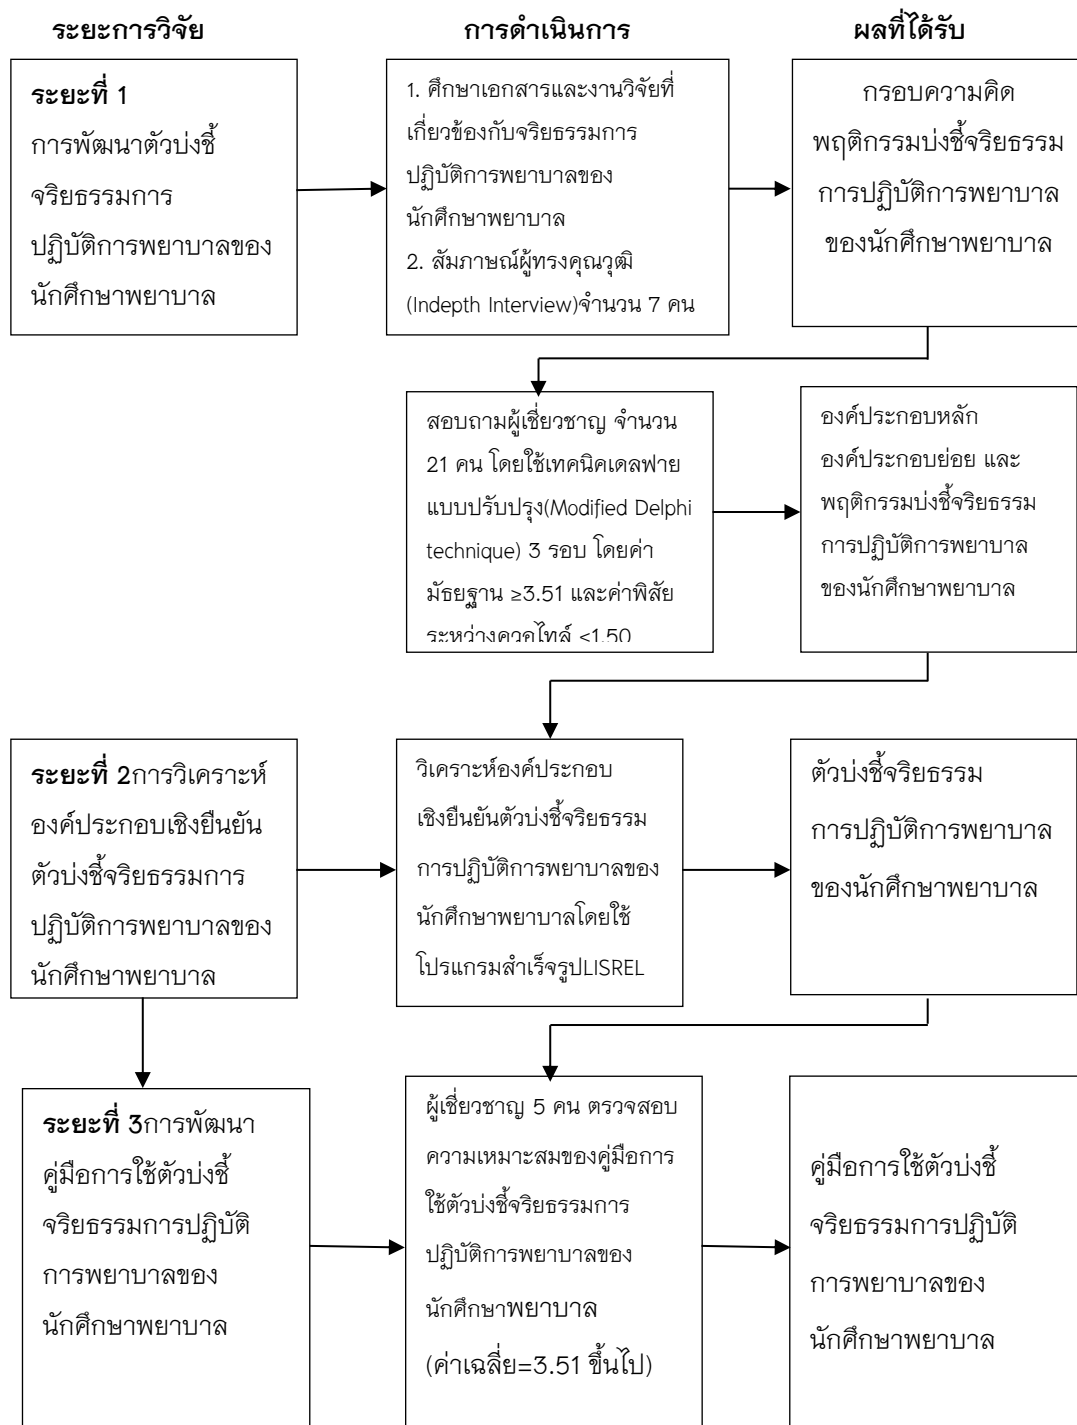 ระยะการวิจัย
การดำเนินการ
ผลที่ได้รับ
ระยะที่ 1
การพัฒนาตัวบ่งชี้
จริยธรรมการ
ปฏิบัติการพยาบาลของ
นักศึกษาพยาบาล
1. ศึกษาเอกสารและงานวิจัยที่
เกี่ยวข้องกับจริยธรรมการ
ปฏิบัติการพยาบาลของ
นักศึกษาพยาบาล
2. สัมภาษณ์ผู้ทรงคุณวุฒิ
(Indepth Interview)จำนวน 7 คน
กรอบความคิด
พฤติกรรมบ่งชี้จริยธรรม
การปฏิบัติการพยาบาล
ของนักศึกษาพยาบาล
สอบถามผู้เชี่ยวชาญ จำนวน
21 คน โดยใช้เทคนิคเดลฟาย
แบบปรับปรุง(Modified Delphi
technique) 3 รอบ โดยค่า
มัธยฐาน ≥3.51 และค่าพิสัย
ระหว่างควอไทล์ <1.50
องค์ประกอบหลัก
องค์ประกอบย่อย และ
พฤติกรรมบ่งชี้จริยธรรม
การปฏิบัติการพยาบาล
ของนักศึกษาพยาบาล
ระยะที่ 2การวิเคราะห์
องค์ประกอบเชิงยืนยัน
ตัวบ่งชี้จริยธรรมการ
ปฏิบัติการพยาบาลของ
นักศึกษาพยาบาล
วิเคราะห์องค์ประกอบ
เชิงยืนยันตัวบ่งชี้จริยธรรม
การปฏิบัติการพยาบาลของ
นักศึกษาพยาบาลโดยใช้
โปรแกรมสำเร็จรูปLISREL
ตัวบ่งชี้จริยธรรม
การปฏิบัติการพยาบาล
ของนักศึกษาพยาบาล
ระยะที่ 3การพัฒนา
คู่มือการใช้ตัวบ่งชี้
จริยธรรมการปฏิบัติ
การพยาบาลของ
นักศึกษาพยาบาล
ผู้เชี่ยวชาญ 5 คน ตรวจสอบ
ความเหมาะสมของคู่มือการ
ใช้ตัวบ่งชี้จริยธรรมการ
ปฏิบัติการพยาบาลของ
นักศึกษาพยาบาล
(ค่าเฉลี่ย=3.51 ขึ้นไป)
คู่มือการใช้ตัวบ่งชี้
จริยธรรมการปฏิบัติ
การพยาบาลของ
นักศึกษาพยาบาล